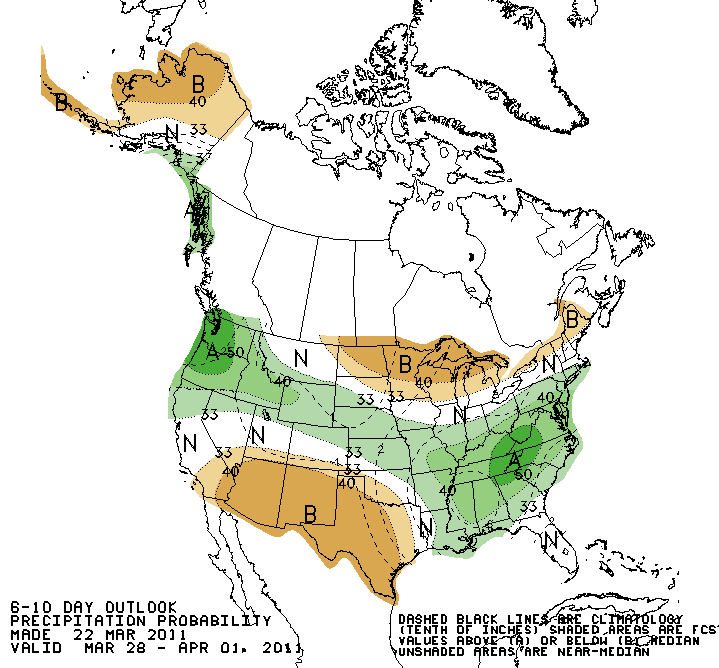 B
B
40
N
33
33
A
B
A
50
N
B
40
N
40
33
33
N
40
33
N
N
33
33
33
2
A
40
40
40
50
B
N
33
N
6-10 DAY OUTLOOK
PRECIPITATION PROBABILITY
MADE 22 MAR 2011
VALID MAR 28 - APR 01, 2011
DASHED BLACK LINES ARE CLIMATOLOGY
(TENTH OF INCHES) SHADED AREAS ARE FCST
VALUES ABOVE (A) OR BELOW (B) MEDIAN
UNSHADED AREAS ARE NEAR-MEDIAN